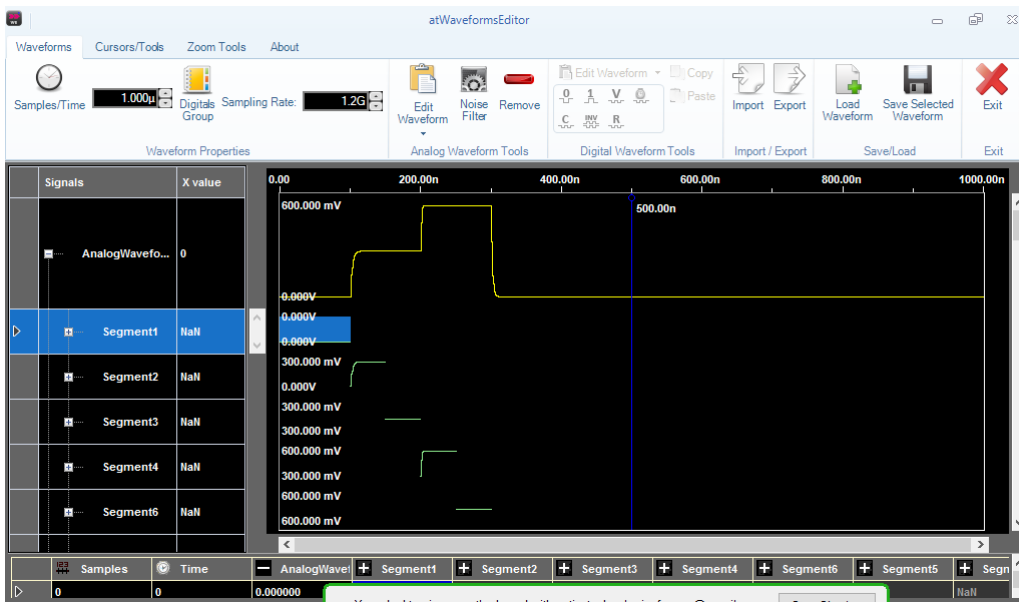 atWaveformsEditor
Waveforms Cursors/Tools Zoom Tools About
Samples/Time 1.000µ Digitals Group Sampling Rate: 1.2G
Edit Waveform Noise Filter Remove
Edit Waveform Copy
0 1 V Paste
C INV R
Import Export
Load Waveform Save Selected Waveform
Exit
Waveform Properties Analog Waveform Tools Digital Waveform Tools Import / Export Save/Load Exit
Signals X value 0.00 200.00n 400.00n 600.00n 800.00n 1000.00n
600.000 mV
500.00n
AnalogWavefo... 0
0.000V
0.000V
Segment1 NaN
0.000V
300.000 mV
Segment2 NaN
0.000V
300.000 mV
Segment3 NaN
300.000 mV
600.000 mV
Segment4 NaN
300.000 mV
600.000 mV
Segment6 NaN
600.000 mV
123 Samples Time AnalogWavef Segment1 Segment2 Segment3 Segment4 Segment6 Segment5 Segn
0 0 0.000000 NaN